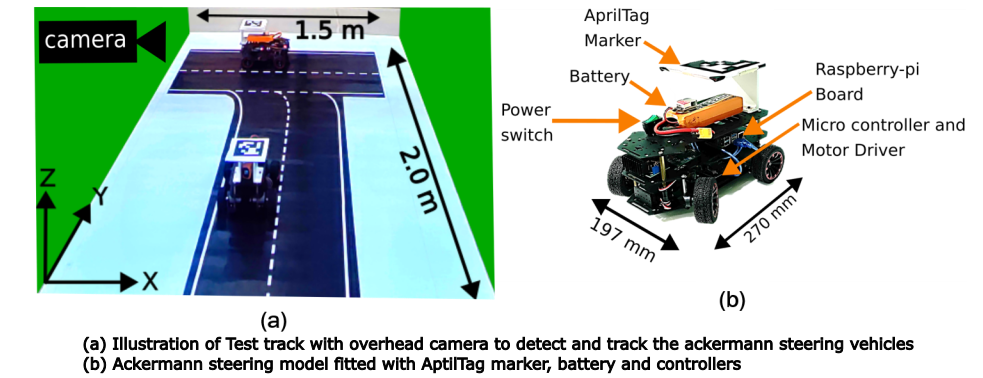 camera
1.5 m
2.0 m
Z
Y
X
(a)
AprilTag
Marker
Battery
Power
switch
Raspberry-pi
Board
Micro controller and
Motor Driver
197 mm
270 mm
(b)
(a) Illustration of Test track with overhead camera to detect and track the ackermann steering vehicles
(b) Ackermann steering model fitted with AptilTag marker, battery and controllers